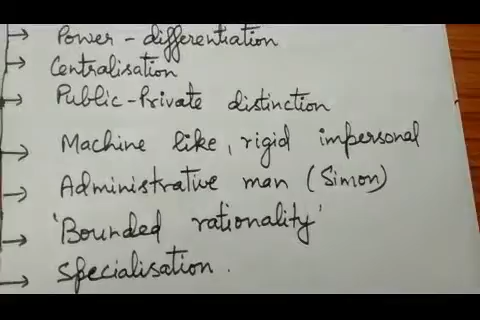 Power - differentiation
Centralisation
Public-Private distinction
Machine like, rigid impersonal
Administrative man (Simon)
'Bounded rationality'
Specialisation.